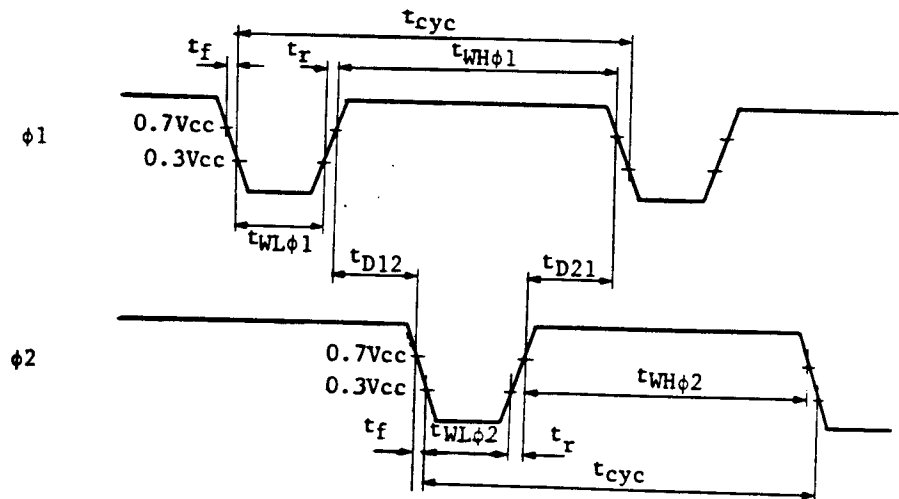 tcyc
tf
tr
tWHφ1
φ1
0.7Vcc
0.3Vcc
tWLφ1
tD12
tD21
φ2
0.7Vcc
0.3Vcc
tWHφ2
tf
tWLφ2
tr
tcyc